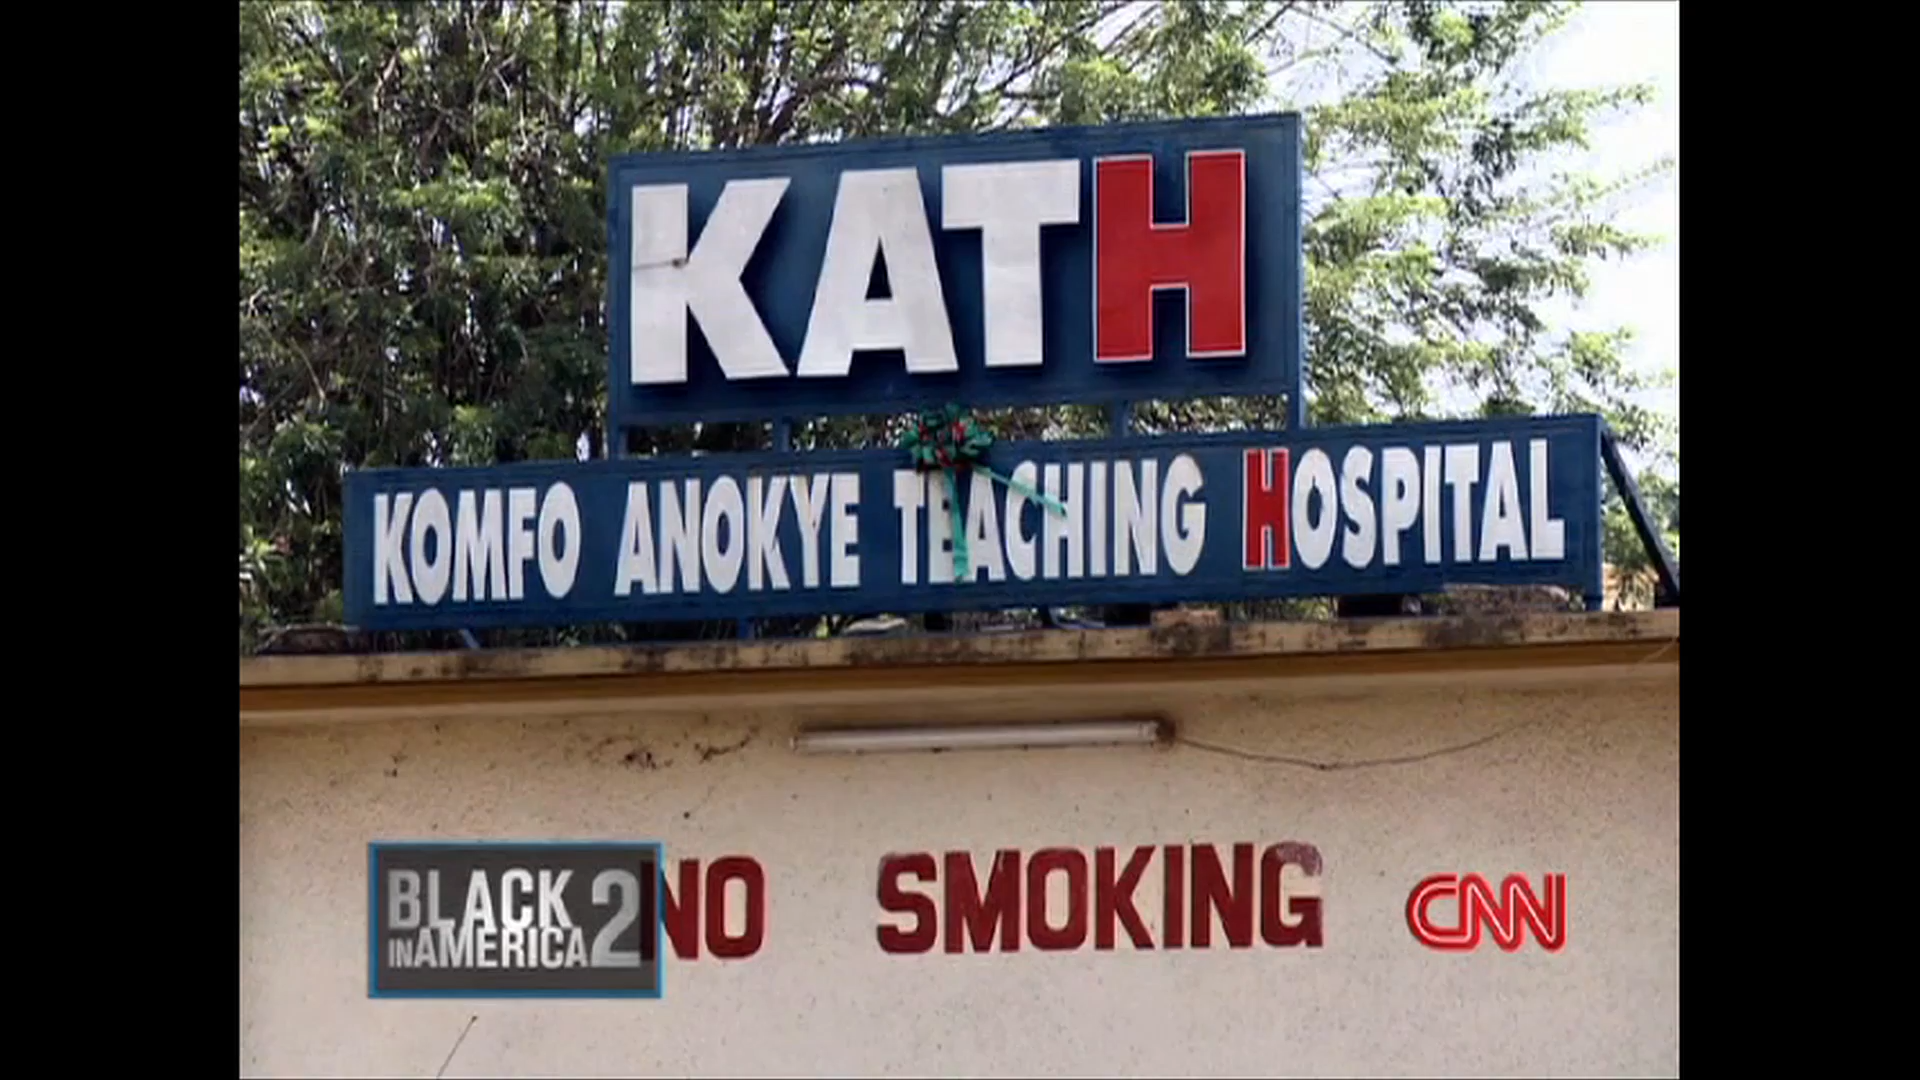 KATH
KOMFO ANOKYE TEACHING HOSPITAL
NO SMOKING
BLACK
IN AMERICA 2
CNN